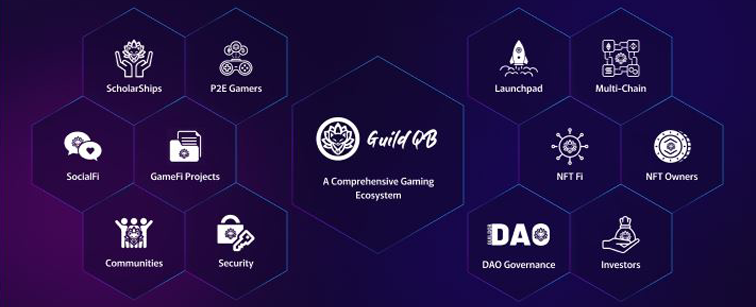 ScholarShips
P2E Gamers
SocialFi
GameFi Projects
Communities
Security
Guild QB
A Comprehensive Gaming
Ecosystem
Launchpad
Multi-Chain
NFT Fi
NFT Owners
DAO
DAO Governance
Investors